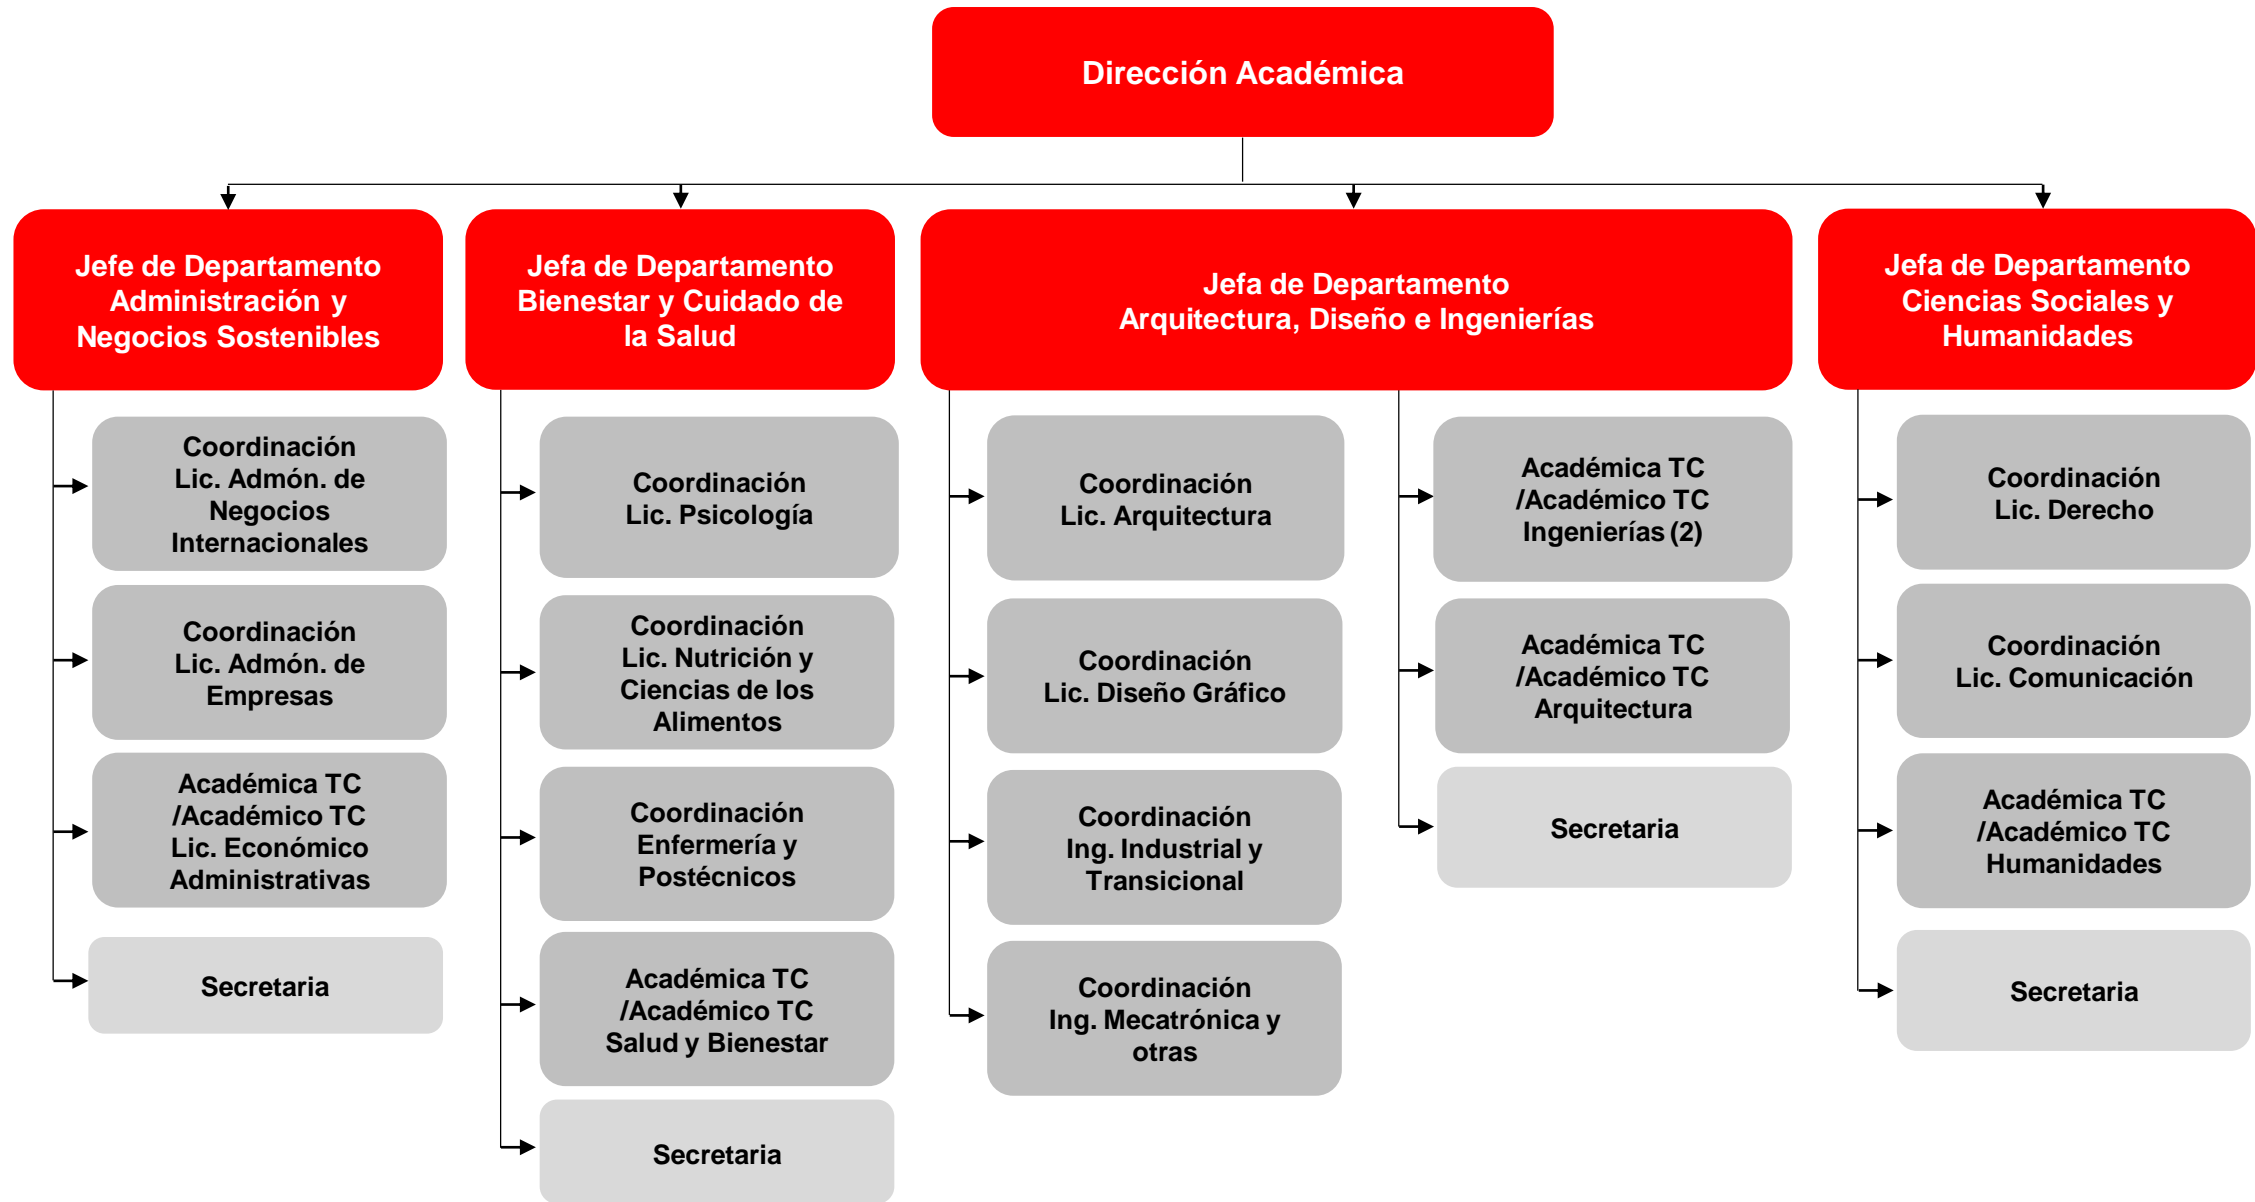 Dirección Académica
Jefe de Departamento
Administración y
Negocios Sostenibles
Coordinación
Lic. Admón. de
Negocios
Internacionales
Coordinación
Lic. Admón. de
Empresas
Académica TC
/Académico TC
Lic. Económico
Administrativas
Secretaria
Jefa de Departamento
Bienestar y Cuidado de
la Salud
Coordinación
Lic. Psicología
Coordinación
Lic. Nutrición y
Ciencias de los
Alimentos
Coordinación
Enfermería y
Postécnicos
Académica TC
/Académico TC
Salud y Bienestar
Secretaria
Jefa de Departamento
Arquitectura, Diseño e Ingenierías
Coordinación
Lic. Arquitectura
Coordinación
Lic. Diseño Gráfico
Coordinación
Ing. Industrial y
Transicional
Coordinación
Ing. Mecatrónica y
otras
Académica TC
/Académico TC
Ingenierías (2)
Académica TC
/Académico TC
Arquitectura
Secretaria
Jefa de Departamento
Ciencias Sociales y
Humanidades
Coordinación
Lic. Derecho
Coordinación
Lic. Comunicación
Académica TC
/Académico TC
Humanidades
Secretaria